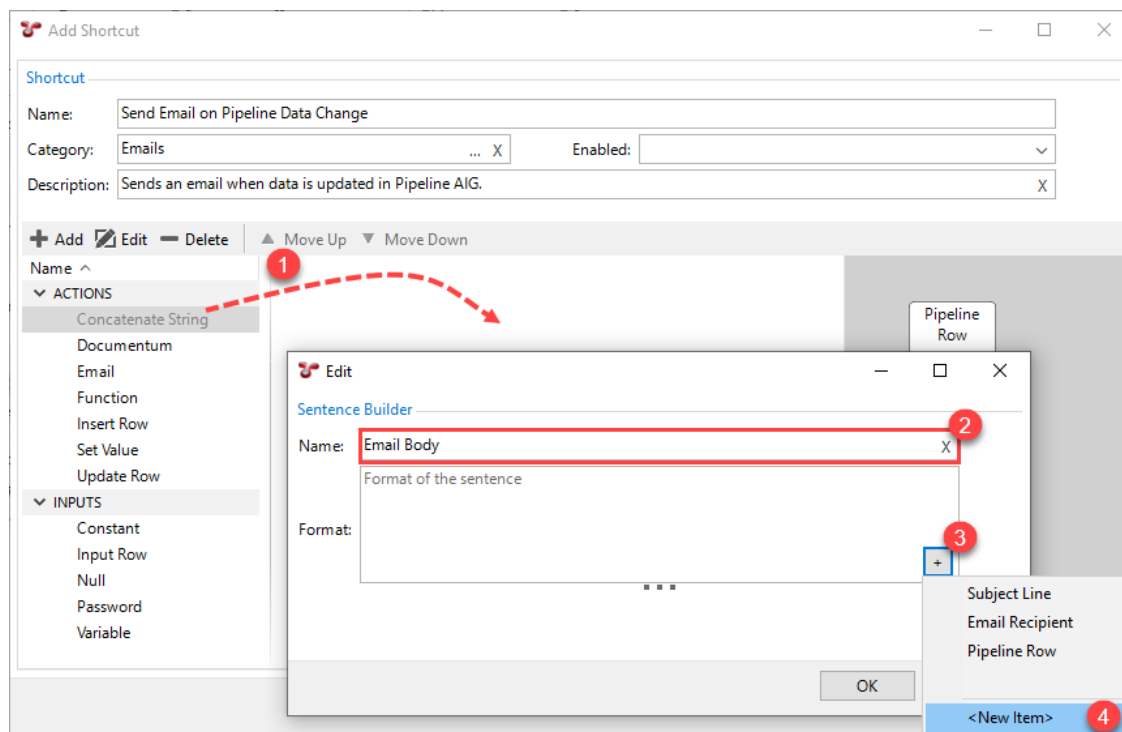 Add Shortcut
Shortcut
Name: Send Email on Pipeline Data Change
Category: Emails ... X Enabled:
Description: Sends an email when data is updated in Pipeline AIG. X
Add Edit Delete Move Up Move Down
Name
1
ACTIONS
Concatenate String
Documentum
Email
Function
Insert Row
Set Value
Update Row
INPUTS
Constant
Input Row
Null
Password
Variable
Pipeline
Row
Edit
Sentence Builder
2
Name: Email Body X
Format of the sentence
Format:
3
+
Subject Line
Email Recipient
Pipeline Row
OK
<New Item> 4